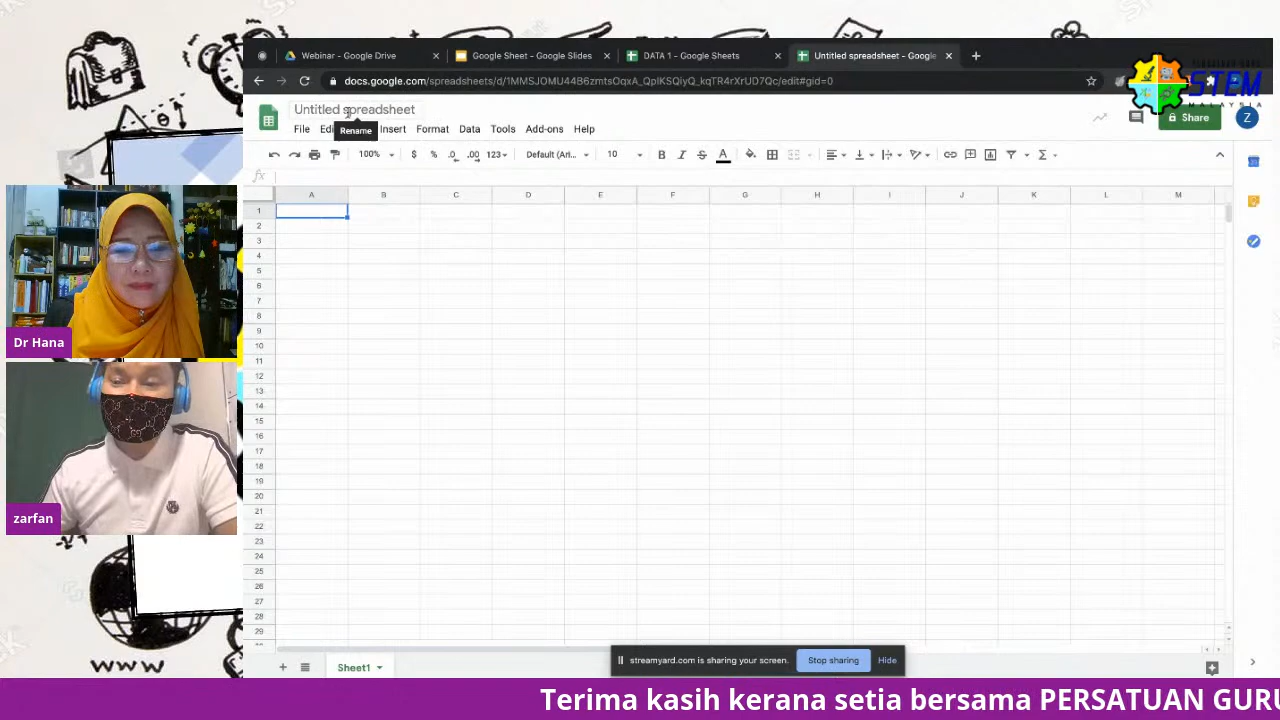 Webinar - Google Drive
Google Sheet - Google Slides
DATA 1 - Google Sheets
Untitled spreadsheet - Google
docs.google.com/spreadsheets/d/1MMSJOMU44B6zmtsOqxA_QpIKSQiyQ_kqTR4rXrUD7Qc/edit#gid=0
STEM
MALAYSIA
Untitled spreadsheet
Rename
File Edi Insert Format Data Tools Add-ons Help
Share
Z
100% $ % .0 .00 123 Default (Ari... 10 B I S A
fx
A B C D E F G H I J K L M
1
2
3
4
5
6
7
8
9
10
11
12
13
14
15
16
17
18
19
20
21
22
23
24
25
26
27
28
29
Dr Hana
zarfan
www
Sheet1
streamyard.com is sharing your screen.
Stop sharing
Hide
Terima kasih kerana setia bersama PERSATUAN GURU